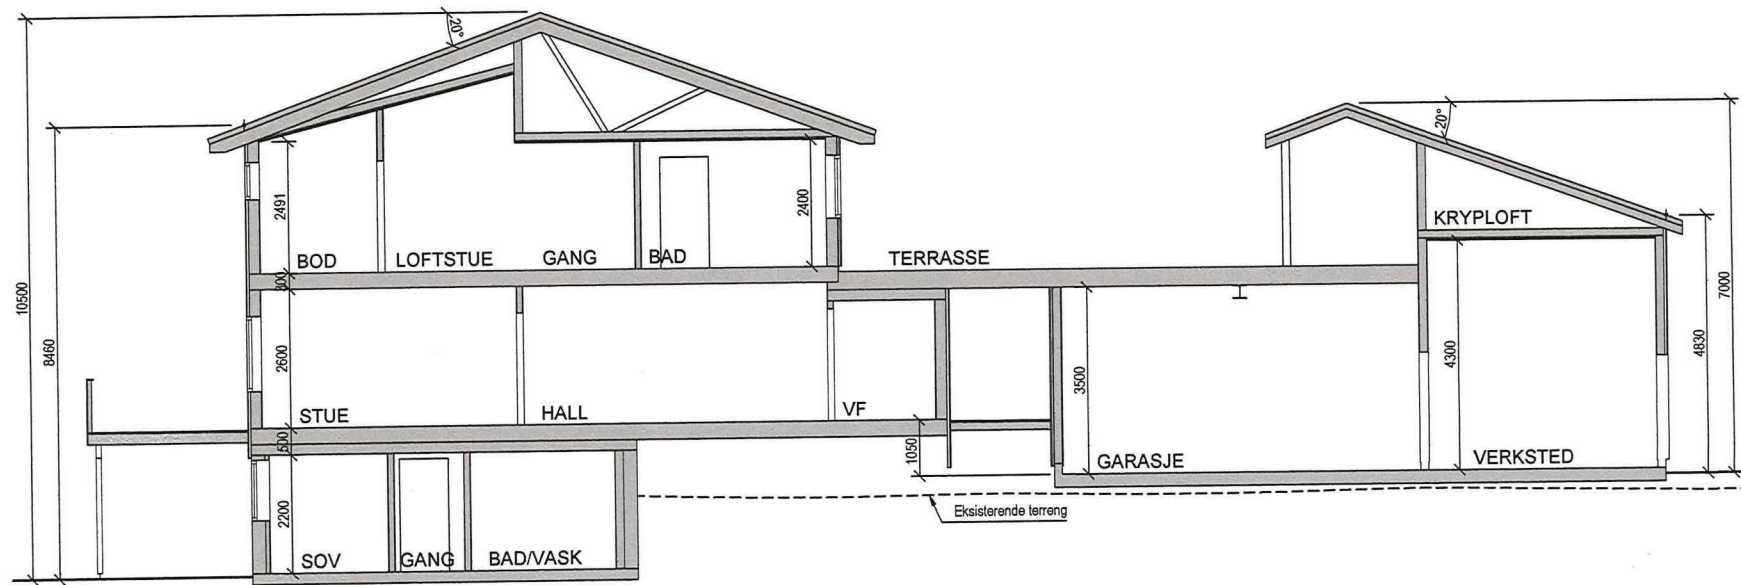 20°
20°
10500
8460
2491
2400
KRYPLOFT
7000
4830
BOD
LOFTSTUE
GANG
BAD
TERRASSE
300
2600
3500
4300
STUE
HALL
VF
500
1050
GARASJE
VERKSTED
Eksisterende terreng
2200
SOV
GANG
BAD/VASK